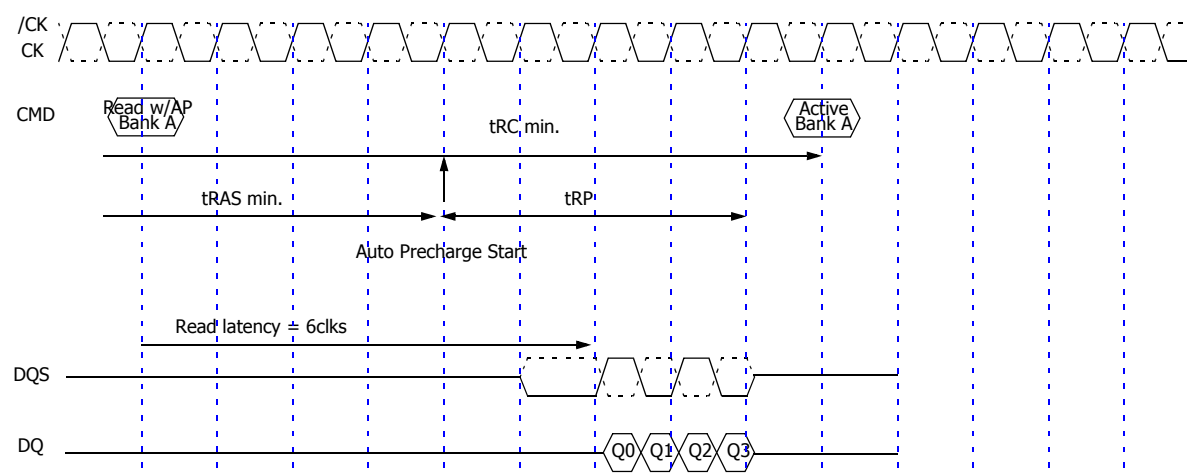 /CK
CK
CMD
Read w/AP
Bank A
Active
Bank A
tRC min.
tRAS min.
tRP
Auto Precharge Start
Read latency = 6clks
DQS
DQ
Q0 Q1 Q2 Q3